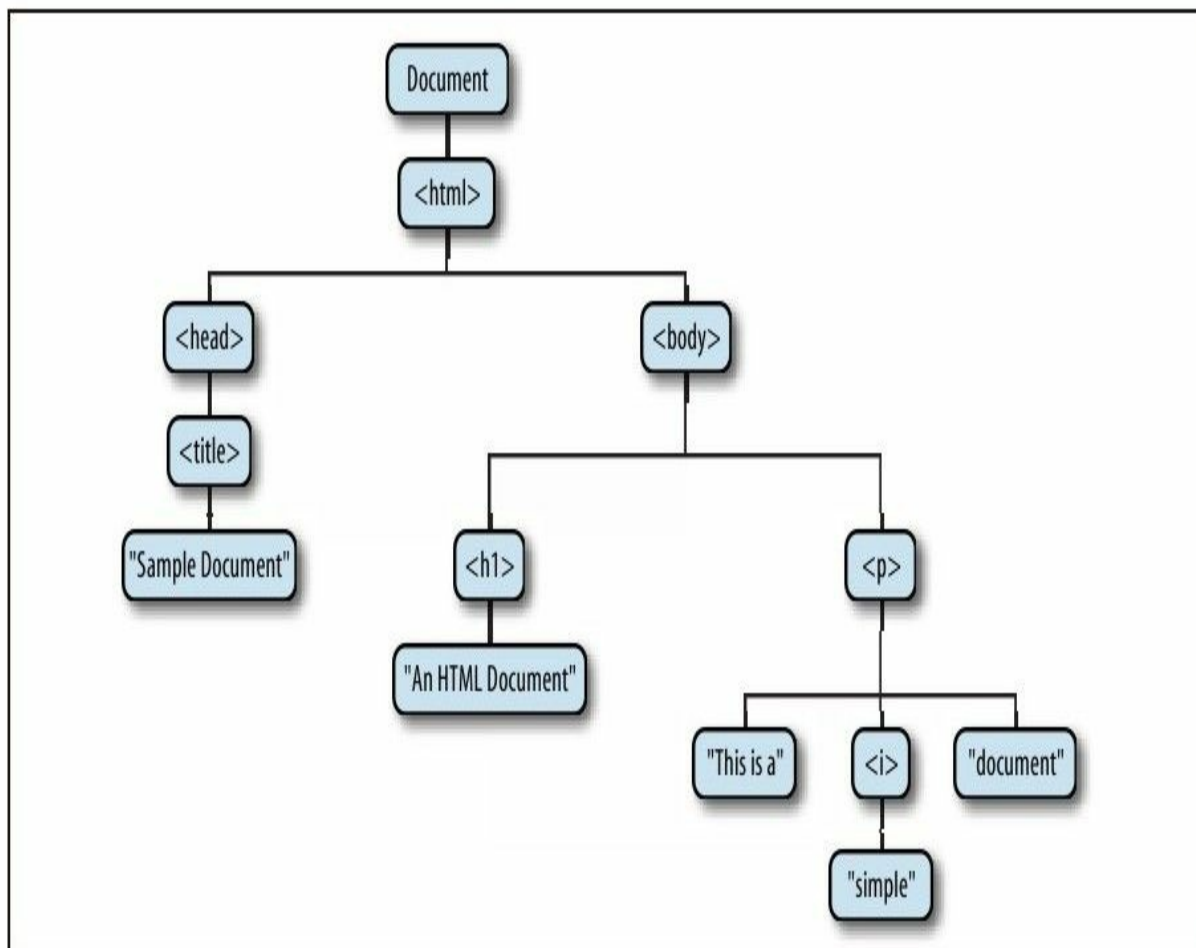 Document
<html>
<head>
<body>
<title>
"Sample Document"
<h1>
<p>
"An HTML Document"
"This is a"
<i>
"document"
"simple"